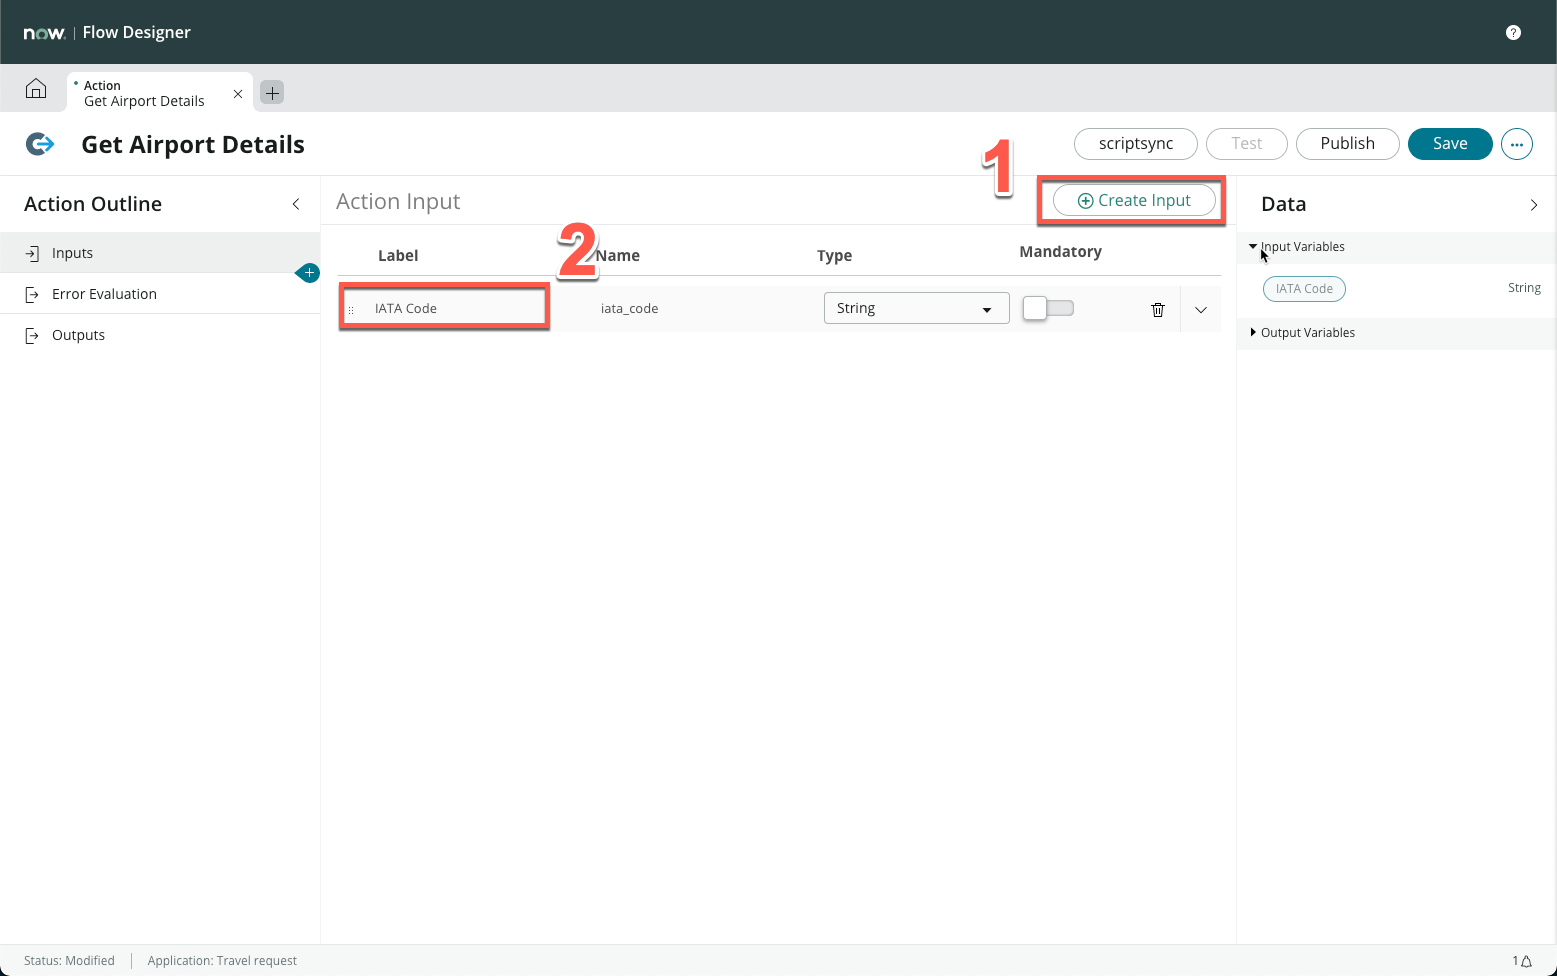 now. | Flow Designer
?
Action
Get Airport Details
Get Airport Details
scriptsync
Test
Publish
Save
Action Outline
Inputs
Error Evaluation
Outputs
Action Input
1
Create Input
2
Label
Name
Type
Mandatory
IATA Code
iata_code
String
Data
Input Variables
IATA Code
String
Output Variables
Status: Modified
Application: Travel request
1